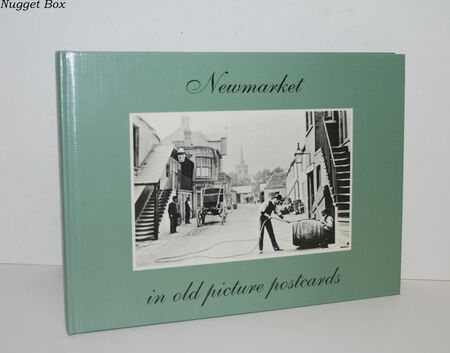 Nugget Box
Newmarket
in old picture postcards